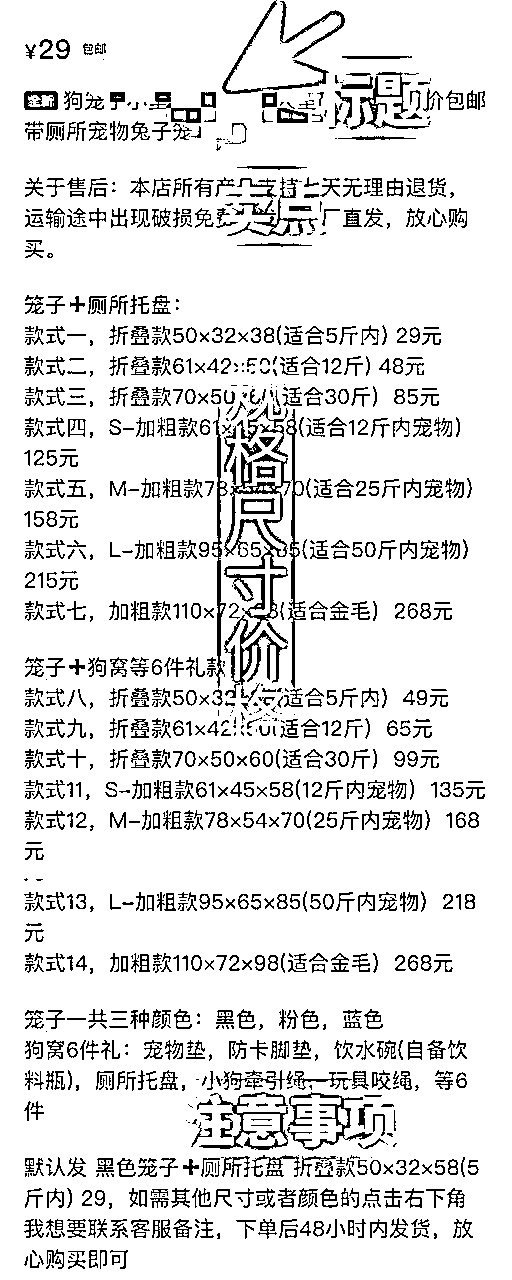 ¥29 包邮
全新 狗笼子小型 标题 价包邮
带厕所宠物兔子笼
关于售后：本店所有产 支持七天无理由退货，
运输途中出现破损免费 厂直发，放心购
卖点
买。
笼子+厕所托盘：
款式一，折叠款50×32×38(适合5斤内) 29元
款式二，折叠款61×42×50(适合12斤) 48元
款式三，折叠款70×50 适合30斤） 85元
款式四，S-加粗款61×45×58(适合12斤内宠物)
125元
款式五，M-加粗款78×54×70(适合25斤内宠物)
158元
款式六，L-加粗款95×65×85(适合50斤内宠物)
215元
款式七，加粗款110×72×98(适合金毛） 268元
规格尺寸价格
笼子+狗窝等6件礼款
款式八，折叠款50×32 适合5斤内） 49元
款式九，折叠款61×42×50(适合12斤） 65元
款式十，折叠款70×50×60(适合30斤） 99元
款式11，S-加粗款61×45×58(12斤内宠物） 135元
款式12，M-加粗款78×54×70(25斤内宠物） 168
元
款式13，L-加粗款95×65×85(50斤内宠物） 218
元
款式14，加粗款110×72×98(适合金毛） 268元
笼子一共三种颜色：黑色，粉色，蓝色
狗窝6件礼：宠物垫，防卡脚垫，饮水碗(自备饮
料瓶)，厕所托盘，小狗牵引绳，玩具咬绳，等6
件
注意事项
默认发 黑色笼子+厕所托盘 折叠款50×32×58(5
斤内) 29，如需其他尺寸或者颜色的点击右下角
我想要联系客服备注，下单后48小时内发货，放
心购买即可